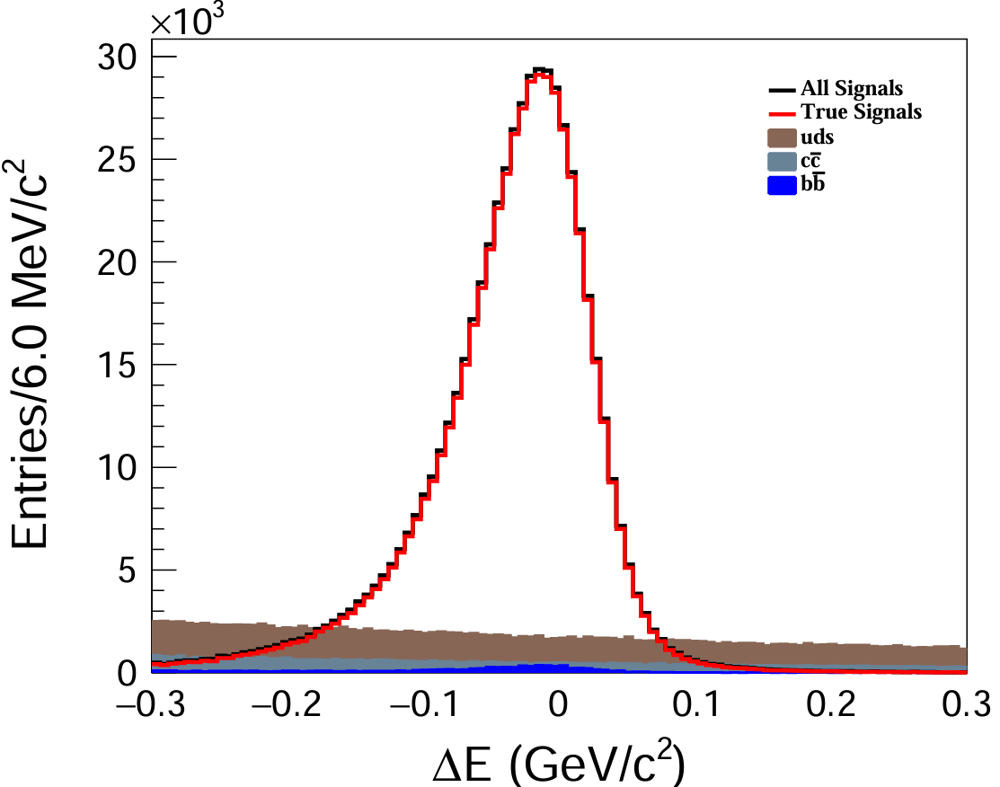 ×10³
30
25
20
15
10
5
0
Entries/6.0 MeV/c²
All Signals
True Signals
uds
cc̅
bb̅
−0.3 −0.2 −0.1 0 0.1 0.2 0.3
ΔE (GeV/c²)